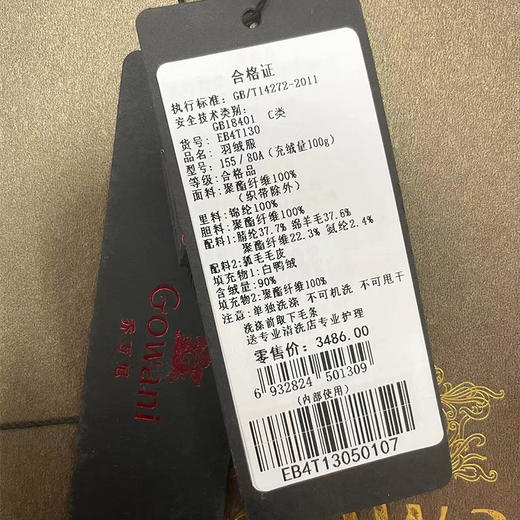 合格证
执行标准: GB/T14272-2011
安全技术类别:
GB18401 C类
货号: EB4T130
品名: 羽绒服
型号: 155/80A(充绒量100g)
等级: 合格品
面料: 聚酯纤维100%
(织带除外)
里料: 锦纶100%
胆料: 聚酯纤维100%
配料1: 腈纶37.7% 绵羊毛37.6%
聚酯纤维22.3% 氨纶2.4%
配料2: 狐毛毛皮
填充物1: 白鸭绒
含绒量: 90%
填充物2: 聚酯纤维100%
注意: 单独洗涤 不可机洗 不可甩干
洗涤前取下毛条
送专业清洗店专业护理
零售价: 3486.00
6 932824 501309
(内部使用)
EB4T13050107
Gowani
乔万尼